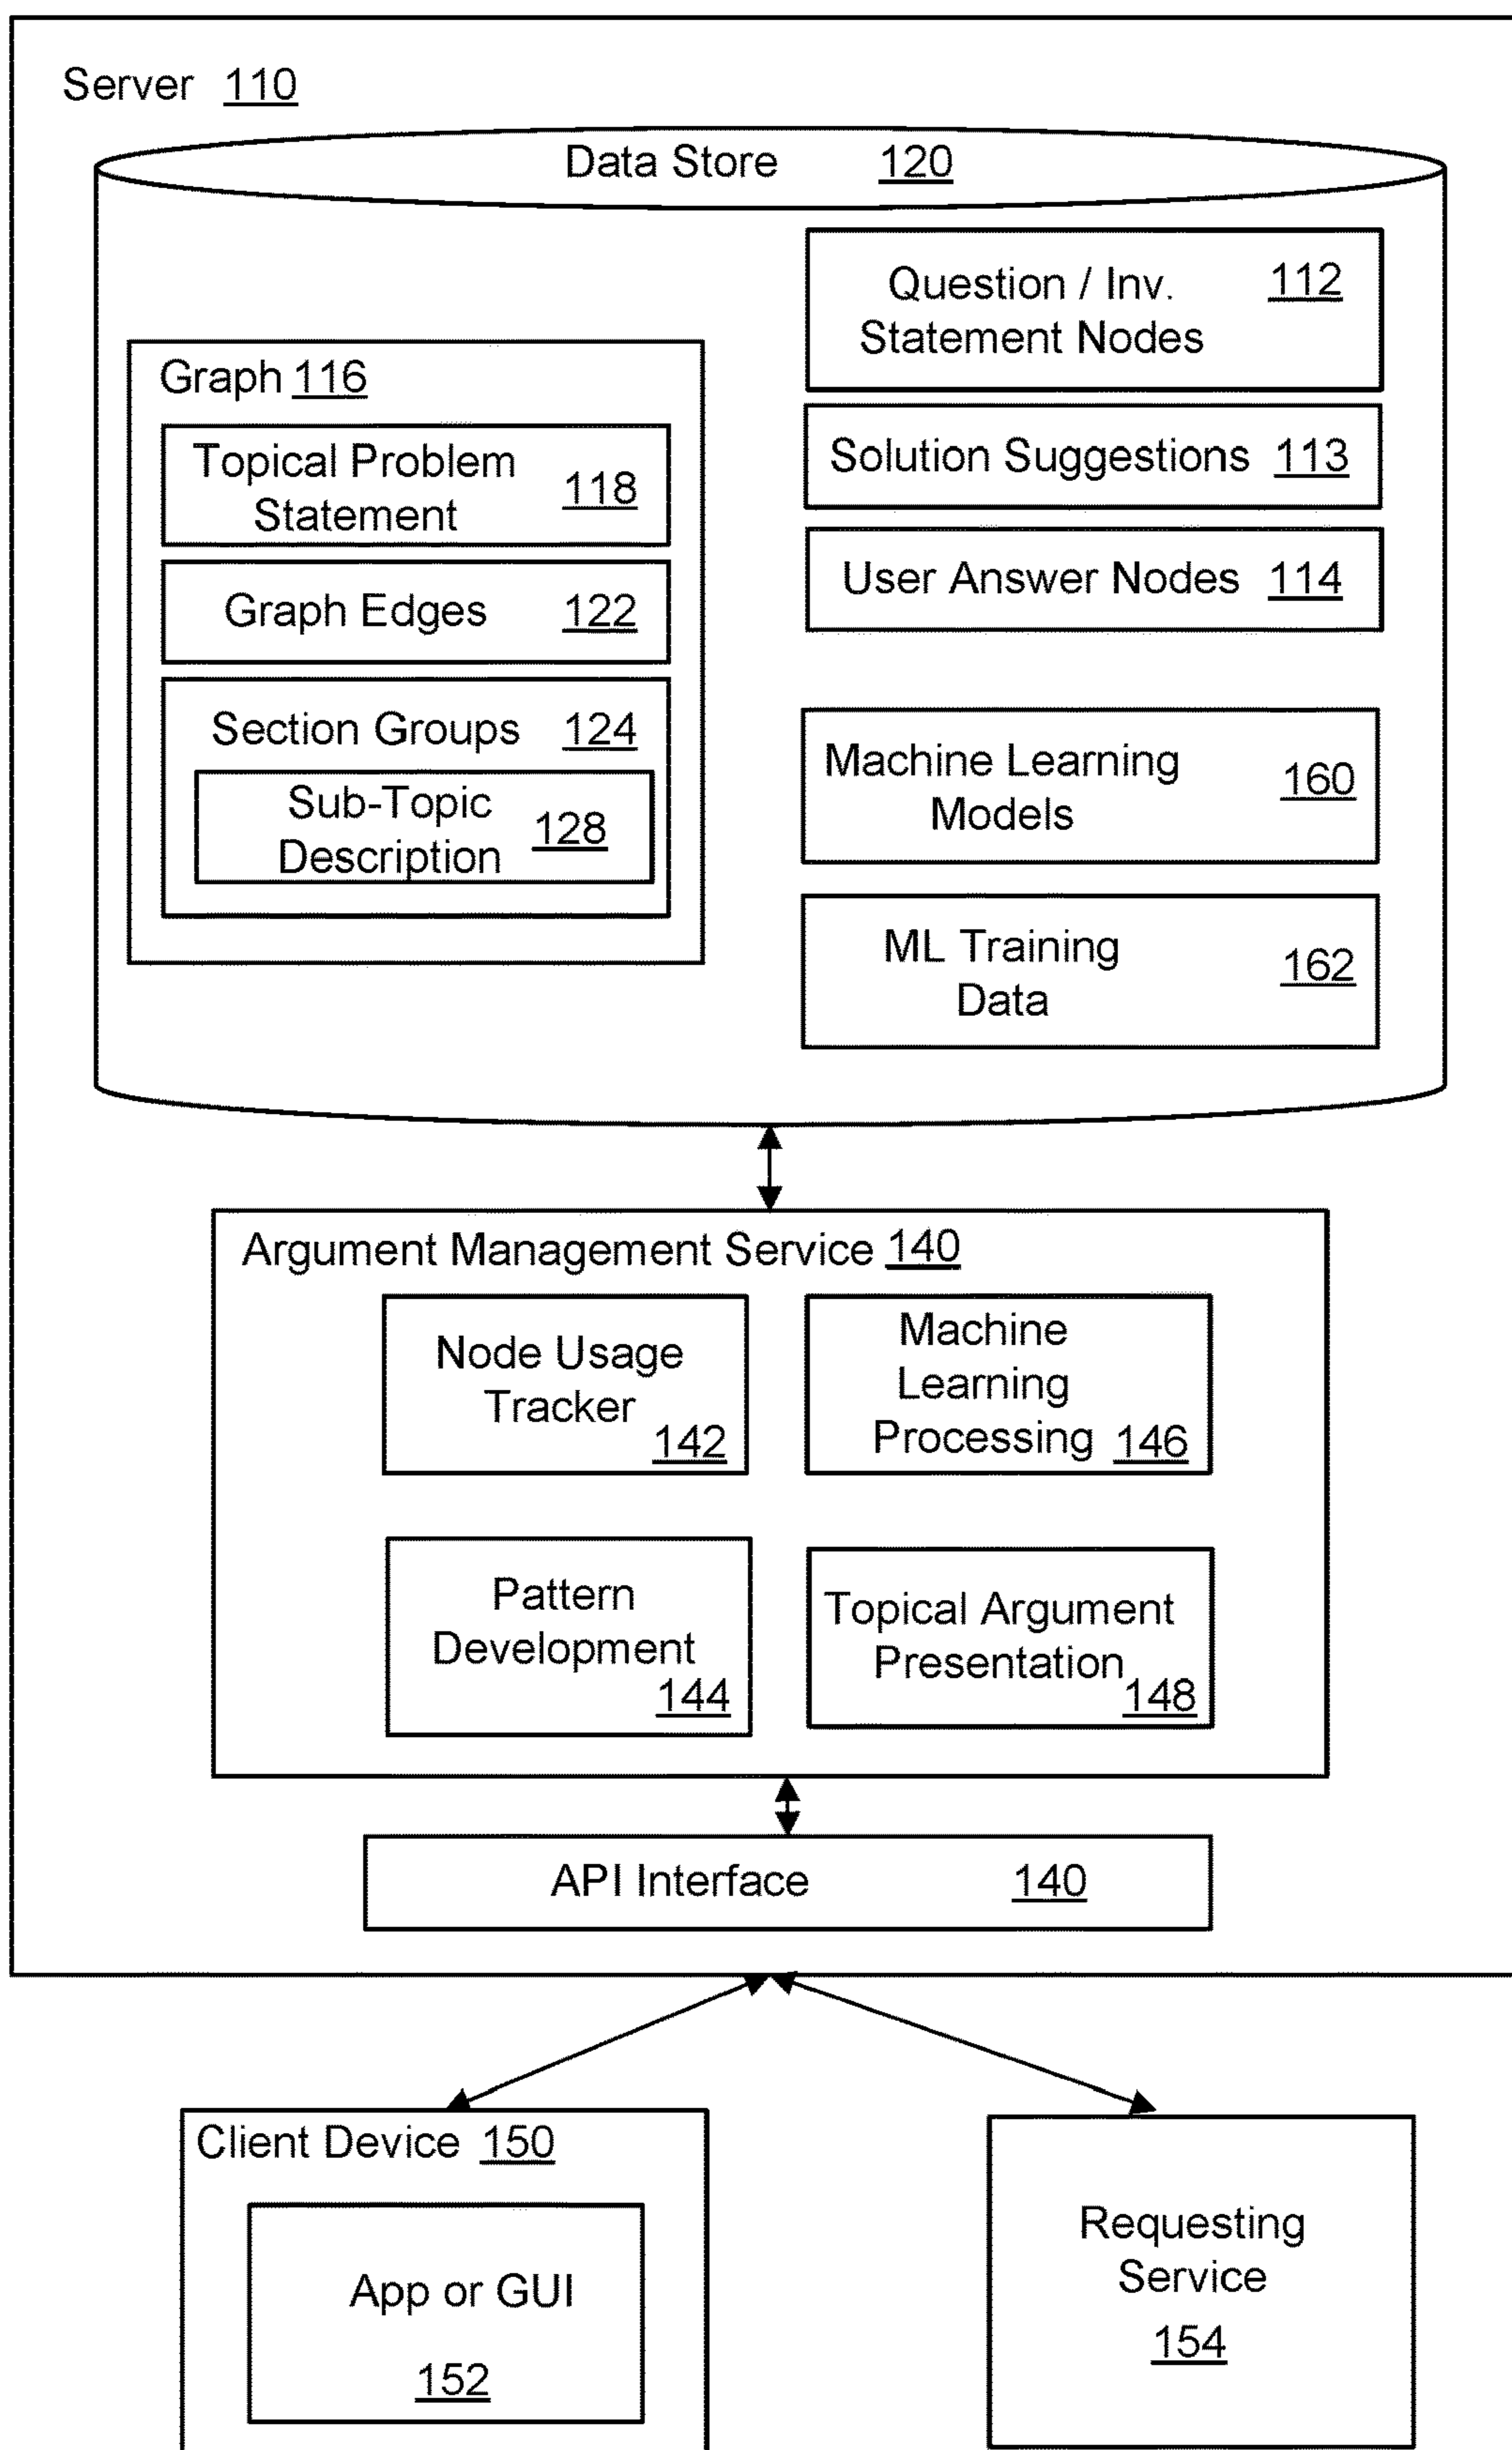 Server 110
Data Store 120
Question / Inv. 112
Statement Nodes
Graph 116
Topical Problem
Statement 118
Solution Suggestions 113
User Answer Nodes 114
Graph Edges 122
Section Groups 124
Sub-Topic
Description 128
Machine Learning
Models 160
ML Training
Data 162
Argument Management Service 140
Node Usage
Tracker 142
Machine
Learning
Processing 146
Pattern
Development
144
Topical Argument
Presentation
148
API Interface 140
Client Device 150
App or GUI
152
Requesting
Service
154